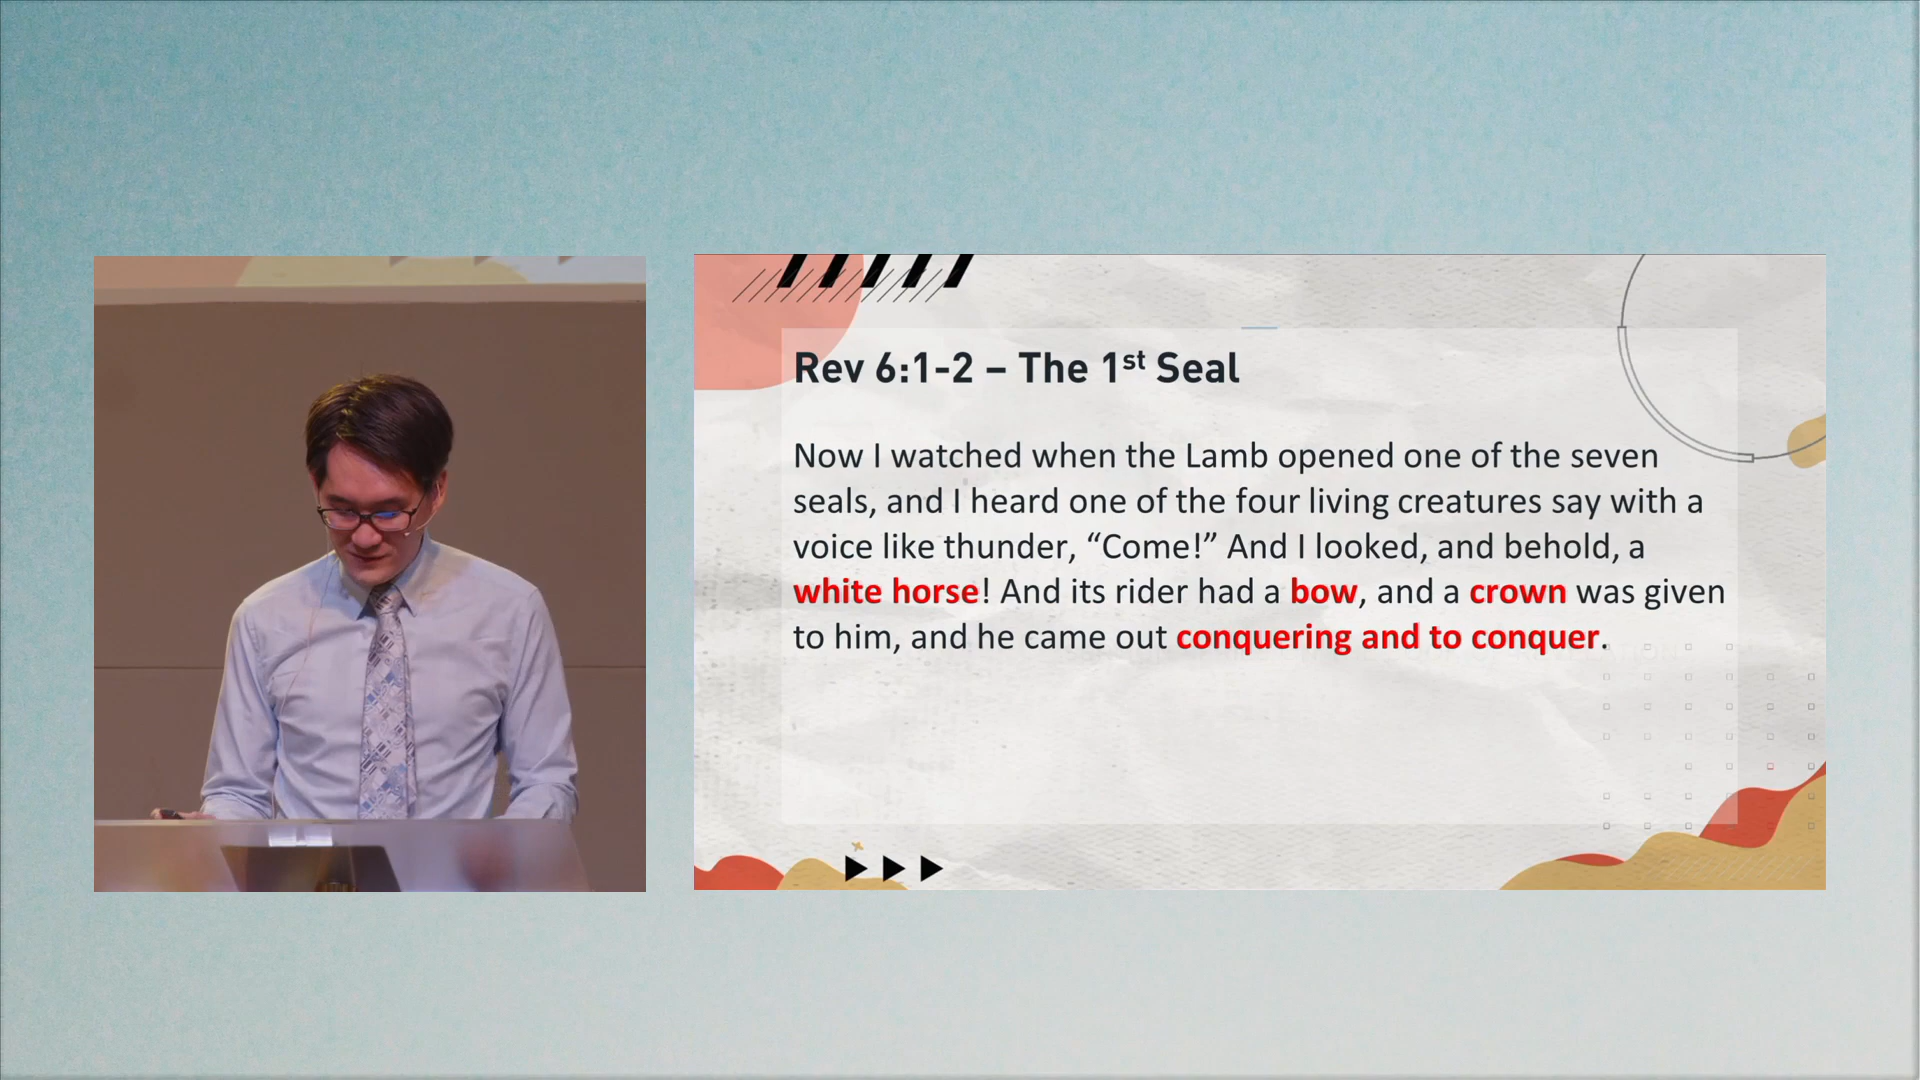 Rev 6:1-2 – The 1st Seal
Now I watched when the Lamb opened one of the seven
seals, and I heard one of the four living creatures say with a
voice like thunder, “Come!” And I looked, and behold, a
white horse! And its rider had a bow, and a crown was given
to him, and he came out conquering and to conquer.